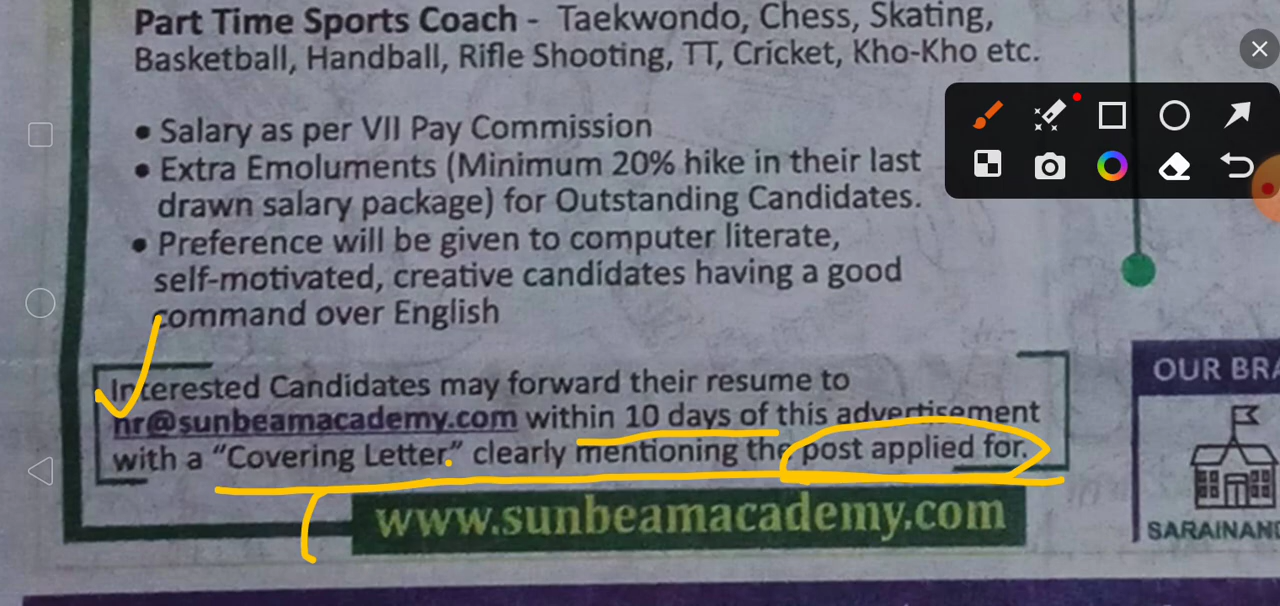 Part Time Sports Coach - Taekwondo, Chess, Skating,
Basketball, Handball, Rifle Shooting, TT, Cricket, Kho-Kho etc.
• Salary as per VII Pay Commission
• Extra Emoluments (Minimum 20% hike in their last
drawn salary package) for Outstanding Candidates.
• Preference will be given to computer literate,
self-motivated, creative candidates having a good
command over English
Interested Candidates may forward their resume to
hr@sunbeamacademy.com within 10 days of this advertisement
with a “Covering Letter.” clearly mentioning the post applied for.
www.sunbeamacademy.com
OUR BRA
SARAINAND